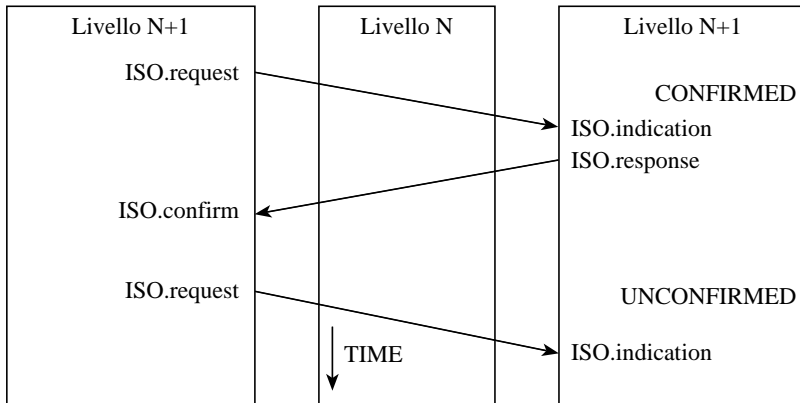 Livello N+1
Livello N
Livello N+1
ISO.request
CONFIRMED
ISO.indication
ISO.response
ISO.confirm
ISO.request
UNCONFIRMED
TIME
ISO.indication